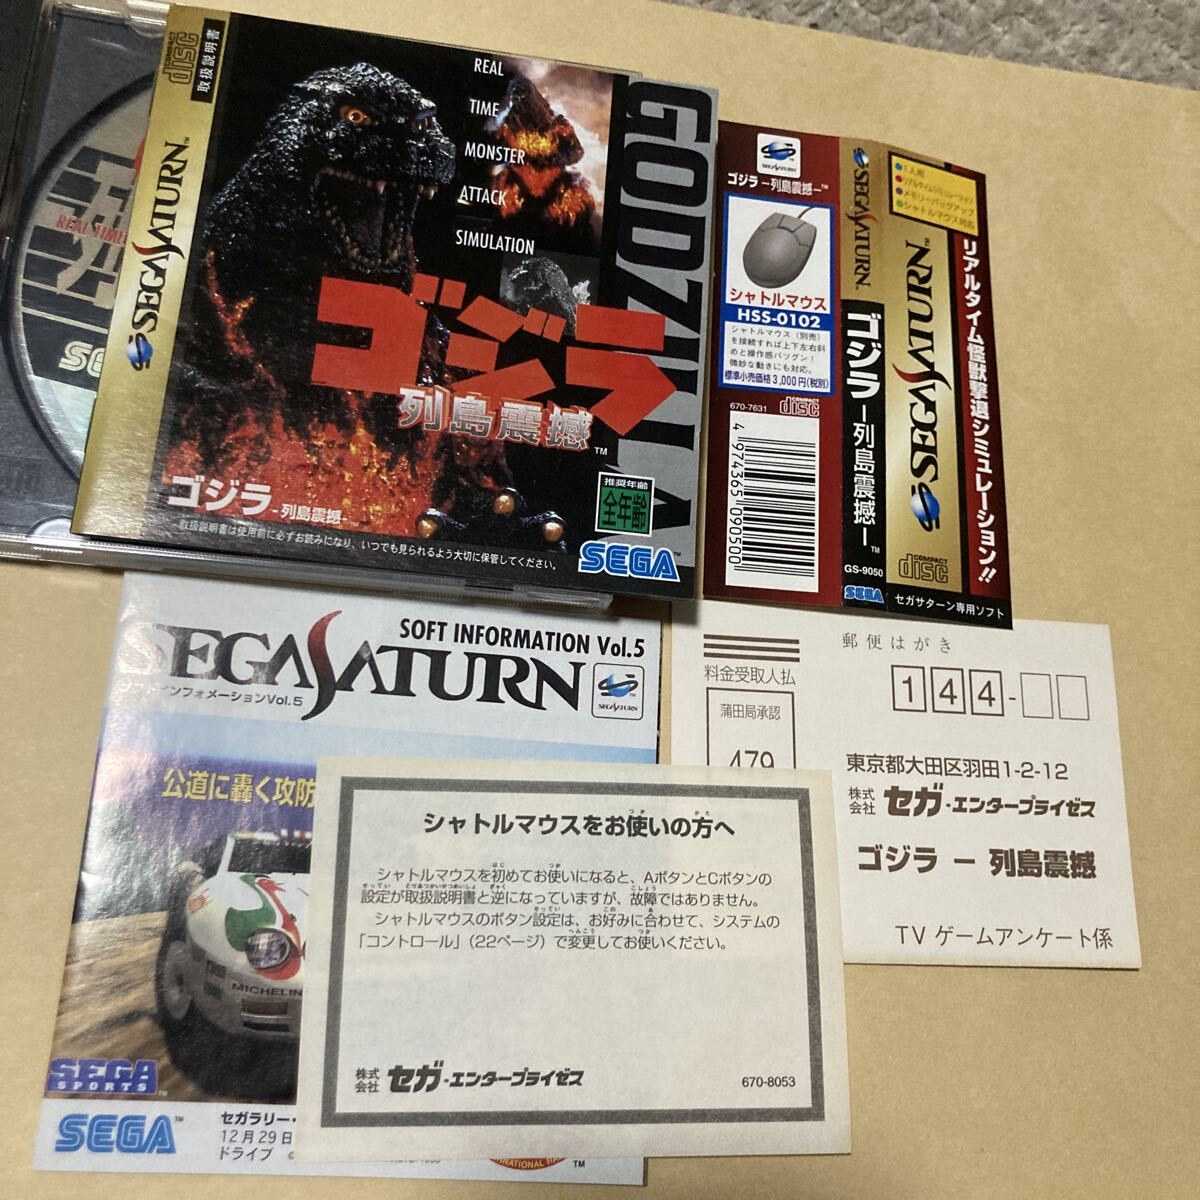 COMPACT
disc
取扱説明書
SEGA SATURN™
REAL
TIME
MONSTER
ATTACK
SIMULATION
GODZILLA
ゴジラ
列島震撼™
ゴジラ-列島震撼-
取扱説明書は使用前に必ずお読みになり、いつでも見られるよう大切に保管してください。
推奨年齢
全年齢
SEGA™
REAL TIME
SEGA SATURN
ゴジラ-列島震撼-™
シャトルマウス
HSS-0102
シャトルマウス(別売)
を接続すれば上下左右斜
めと操作感バツグン!
微妙な動きにも対応。
標準小売価格3,000円(税別)
670-7631
COMPACT
disc
4 974365 090500
SEGA SATURN™
ゴジラ-列島震撼-™
GS-9050
SEGA
●1人用
●リアルタイムシミュレーション
●メモリーバックアップ
●シャトルマウス対応
SEGA SATURN™
COMPACT
disc
リアルタイム怪獣撃退シミュレーション!!
セガサターン専用ソフト
SOFT INFORMATION Vol.5
SEGA SATURN
インフォメーションVol.5
SEGA SATURN
公道に轟く攻防
MICHELIN
SEGA
SPORTS™
SEGA™
セガラリー・
12月29日
ドライブ ©
™
郵便はがき
料金受取人払
蒲田局承認
479
144-
東京都大田区羽田1-2-12
株式会社 セガ・エンタープライゼス
ゴジラ - 列島震撼
TVゲームアンケート係
シャトルマウスをお使いの方へ
シャトルマウスを初めてお使いになると、AボタンとCボタンの
設定が取扱説明書と逆になっていますが、故障ではありません。
シャトルマウスのボタン設定は、お好みに合わせて、システムの
「コントロール」(22ページ)で変更してお使いください。
株式会社 セガ・エンタープライゼス
670-8053